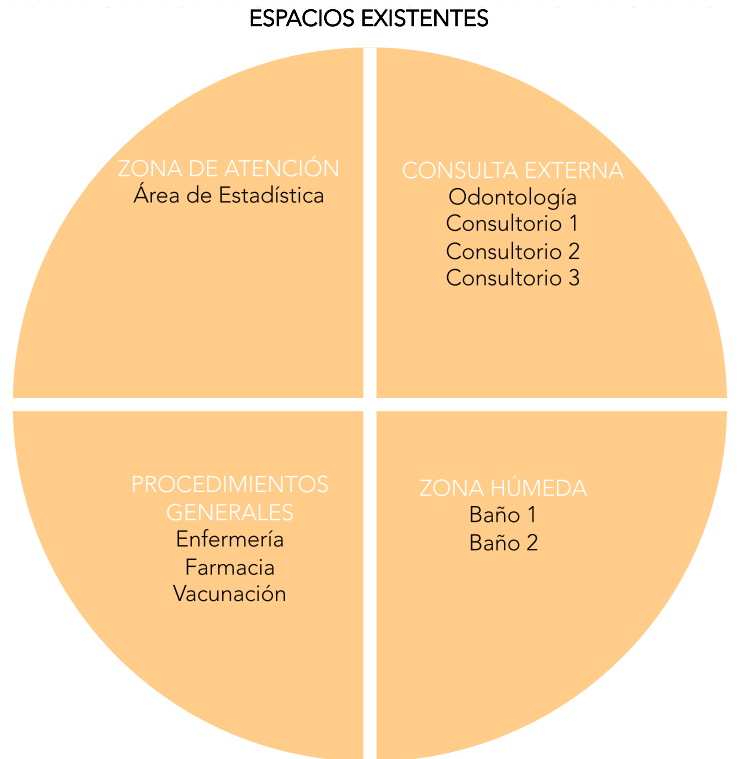 ESPACIOS EXISTENTES
ZONA DE ATENCIÓN
Área de Estadística
CONSULTA EXTERNA
Odontología
Consultorio 1
Consultorio 2
Consultorio 3
PROCEDIMIENTOS
GENERALES
Enfermería
Farmacia
Vacunación
ZONA HÚMEDA
Baño 1
Baño 2